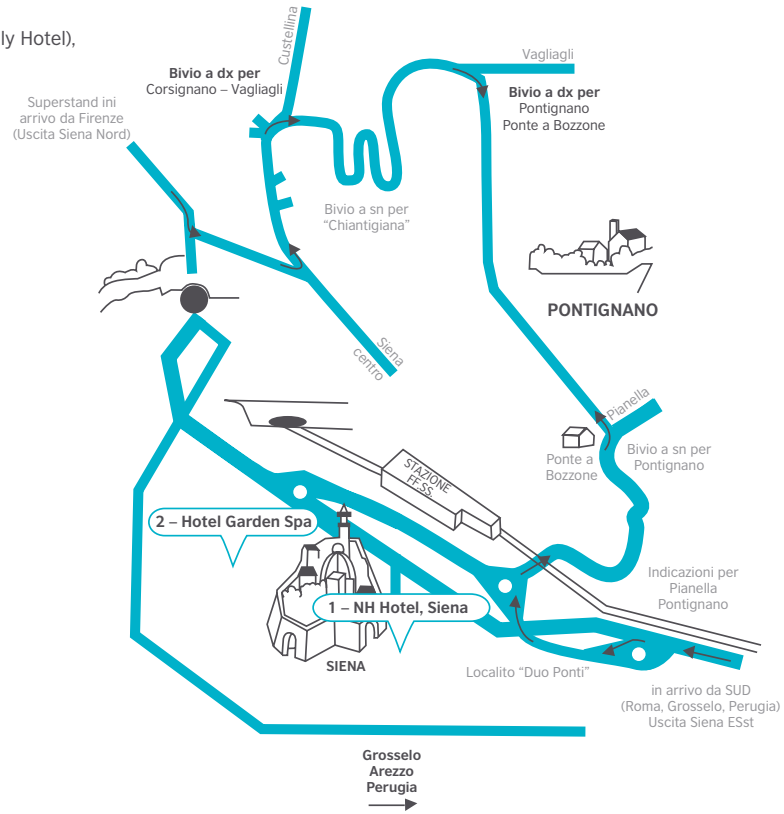 ly Hotel),
Custellina
Vagliagli
Bivio a dx per
Corsignano – Vagliagli
Bivio a dx per
Pontignano
Ponte a Bozzone
Superstand ini
arrivo da Firenze
(Uscita Siena Nord)
Bivio a sn per
“Chiantigiana”
PONTIGNANO
Siena
centro
Pianella
Ponte a
Bozzone
Bivio a sn per
Pontignano
STAZIONE
FF.SS.
2 – Hotel Garden Spa
Indicazioni per
Pianella
Pontignano
1 – NH Hotel, Siena
SIENA
Localito “Duo Ponti”
in arrivo da SUD
(Roma, Grosselo, Perugia)
Uscita Siena ESst
Grosselo
Arezzo
Perugia